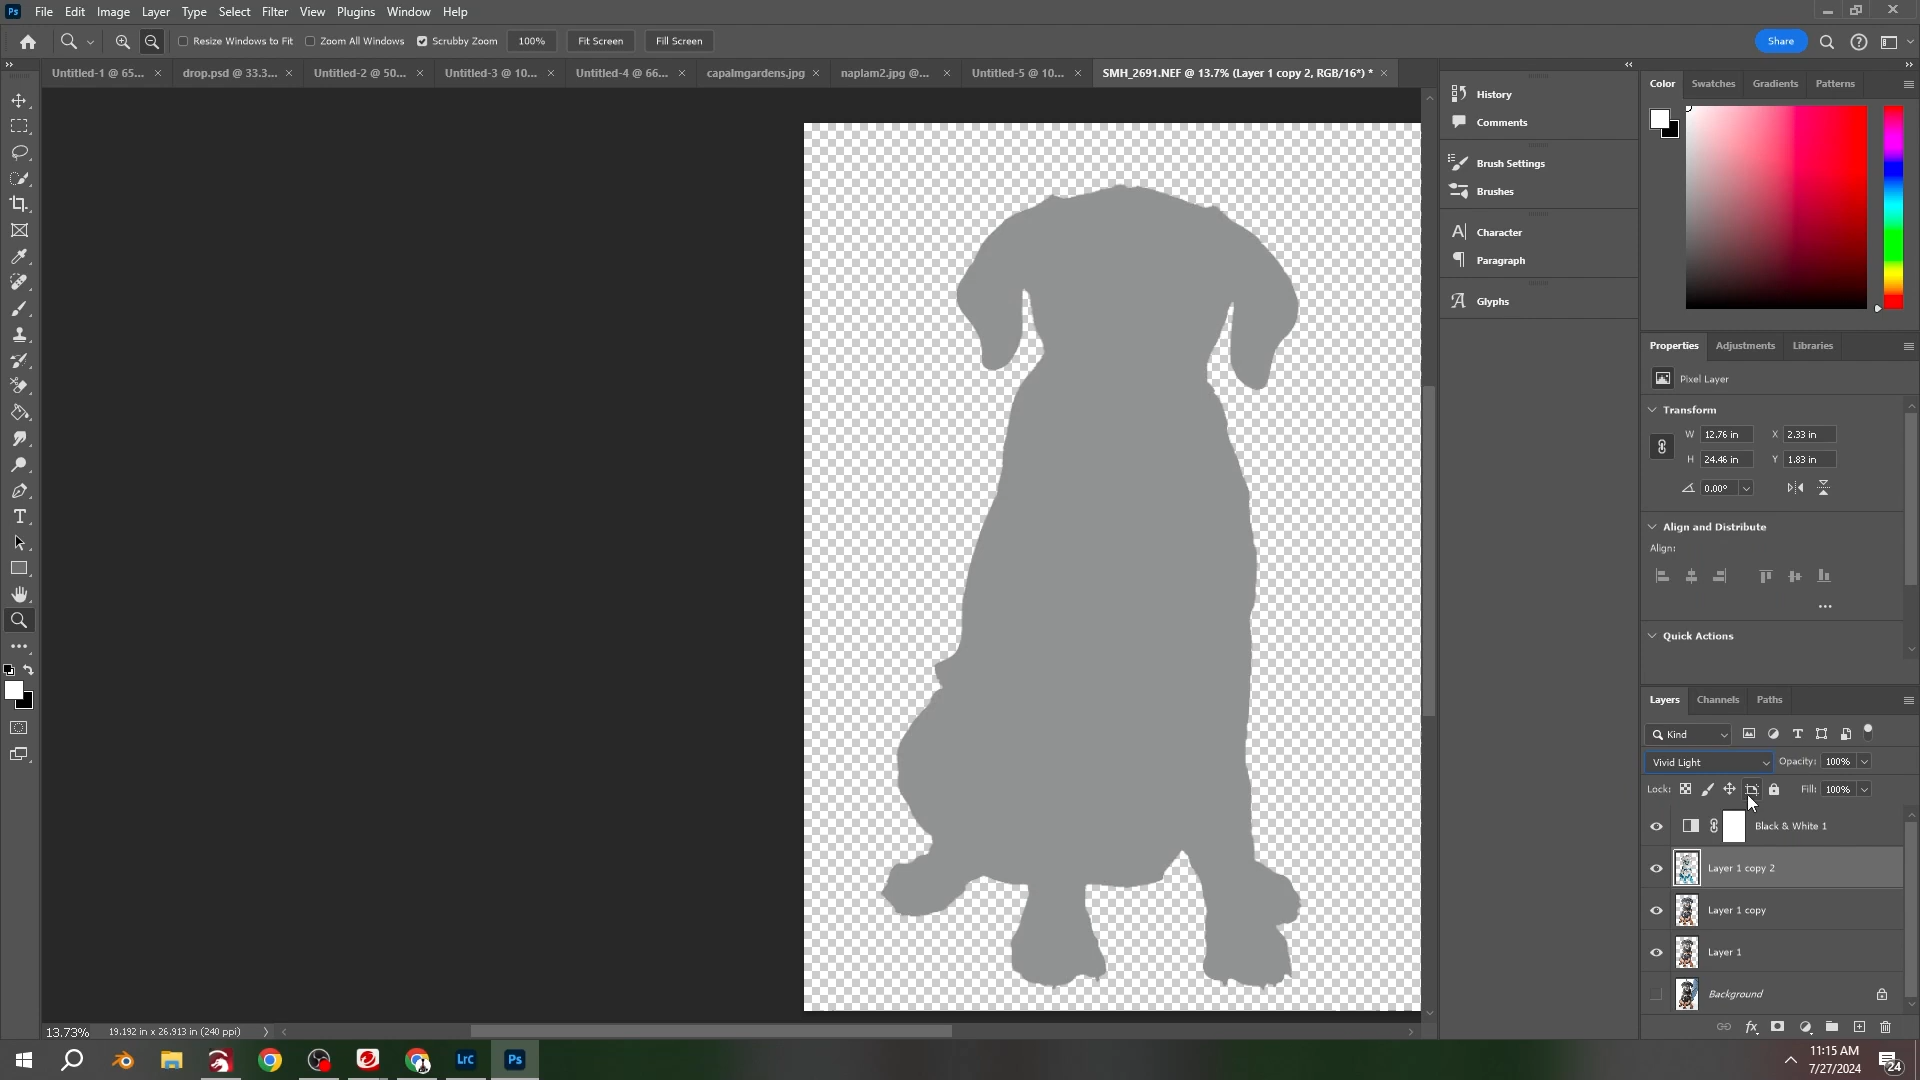 Ps File Edit Image Layer Type Select Filter View Plugins Window Help
Resize Windows to Fit Zoom All Windows Scrubby Zoom 100% Fit Screen Fill Screen Share
Untitled-1 @ 65... drop.psd @ 33.3... Untitled-2 @ 50... Untitled-3 @ 10... Untitled-4 @ 66... capalmgardens.jpg naplam2.jpg @... Untitled-5 @ 10... SMH_2691.NEF @ 13.7% (Layer 1 copy 2, RGB/16*) *
History
Comments
Brush Settings
Brushes
Character
Paragraph
Glyphs
Color Swatches Gradients Patterns
Properties Adjustments Libraries
Pixel Layer
Transform
W 12.76 in X 2.33 in
H 24.46 in Y 1.83 in
0.00°
Align and Distribute
Align:
Quick Actions
Layers Channels Paths
Kind
Vivid Light Opacity: 100%
Lock: Fill: 100%
Black & White 1
Layer 1 copy 2
Layer 1 copy
Layer 1
Background
fx
13.73% 19.192 in x 26.913 in (240 ppi)
LrC Ps
11:15 AM
7/27/2024
24